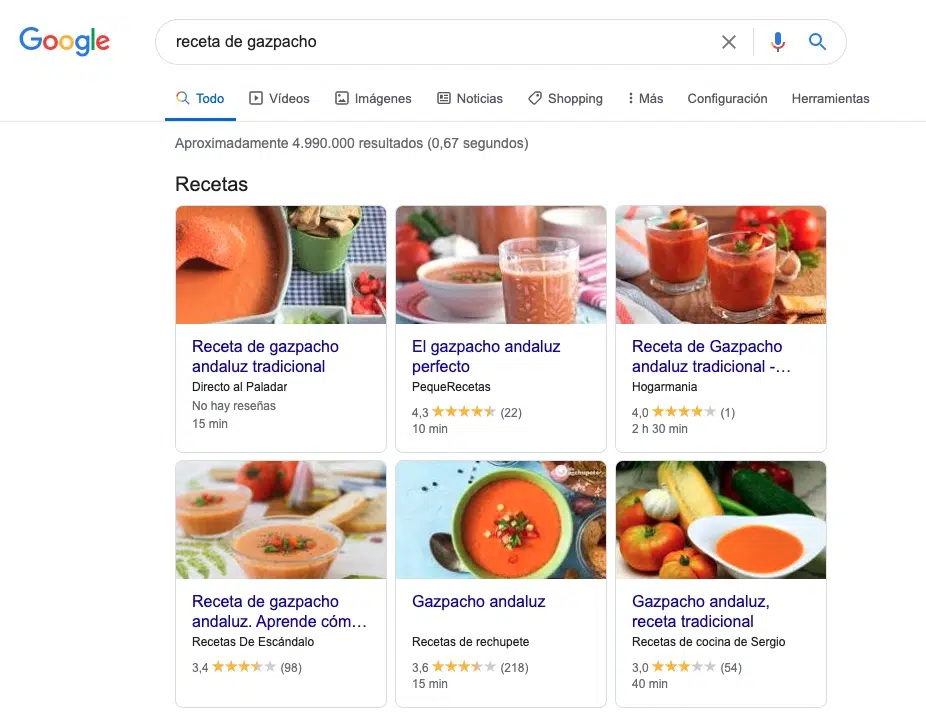 Google
receta de gazpacho
Todo
Vídeos
Imágenes
Noticias
Shopping
Más
Configuración
Herramientas
Aproximadamente 4.990.000 resultados (0,67 segundos)
Recetas
Receta de gazpacho
andaluz tradicional
Directo al Paladar
No hay reseñas
15 min
El gazpacho andaluz
perfecto
PequeRecetas
4,3 (22)
10 min
Receta de Gazpacho
andaluz tradicional -...
Hogarmania
4,0 (1)
2 h 30 min
Receta de gazpacho
andaluz. Aprende cóm...
Recetas De Escándalo
3,4 (98)
Gazpacho andaluz
Recetas de rechupete
3,6 (218)
15 min
Gazpacho andaluz,
receta tradicional
Recetas de cocina de Sergio
3,0 (54)
40 min